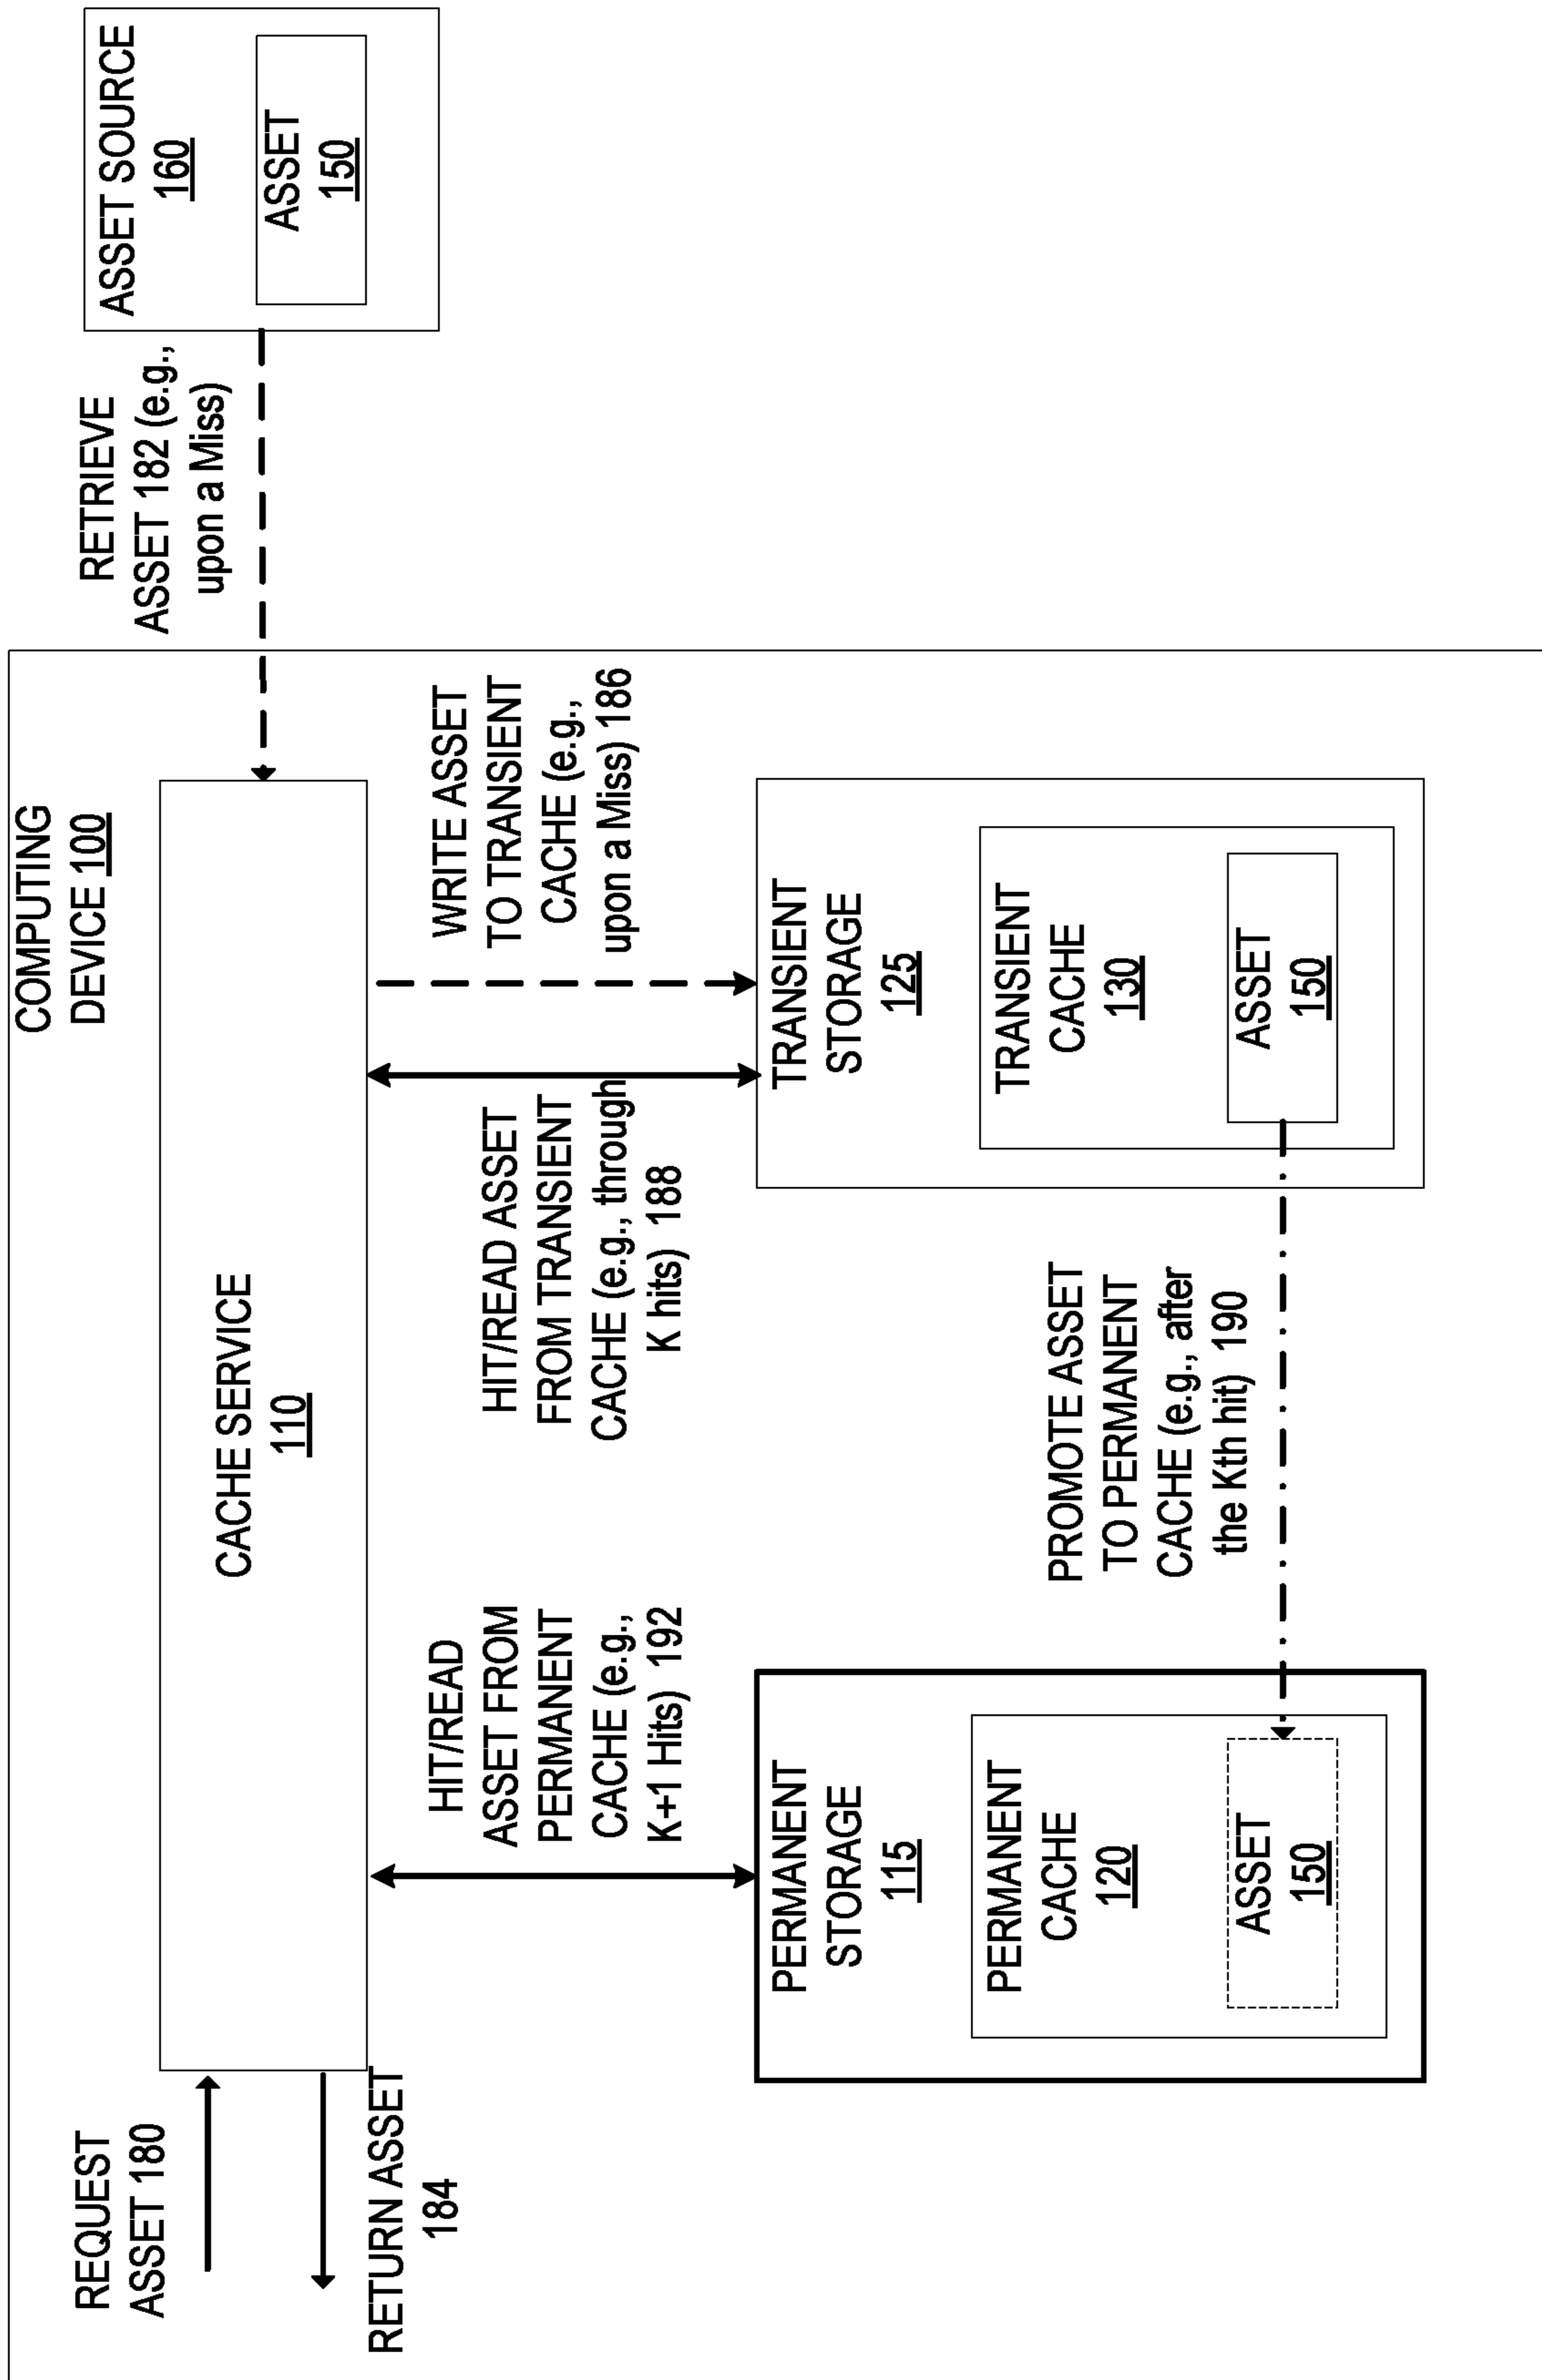 COMPUTING
DEVICE 100
REQUEST
ASSET 180
RETURN ASSET
184
CACHE SERVICE
110
RETRIEVE
ASSET 182 (e.g.,
upon a Miss)
ASSET SOURCE
160
ASSET
150
HIT/READ
ASSET FROM
PERMANENT
CACHE (e.g.,
K+1 Hits) 192
HIT/READ ASSET
FROM TRANSIENT
CACHE (e.g., through
K hits) 188
WRITE ASSET
TO TRANSIENT
CACHE (e.g.,
upon a Miss) 186
PERMANENT
STORAGE
115
PERMANENT
CACHE
120
ASSET
150
PROMOTE ASSET
TO PERMANENT
CACHE (e.g., after
the Kth hit) 190
TRANSIENT
STORAGE
125
TRANSIENT
CACHE
130
ASSET
150